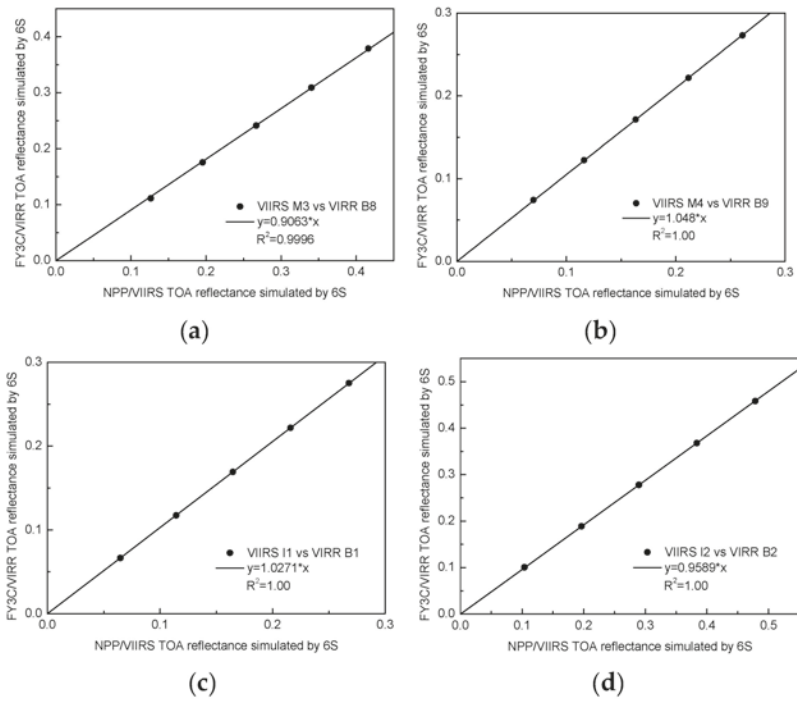 FY3C/VIRR TOA reflectance simulated by 6S
0.4
0.3
0.2
0.1
0.0
0.0 0.1 0.2 0.3 0.4
VIIRS M3 vs VIRR B8
y=0.9063*x
R²=0.9996
NPP/VIIRS TOA reflectance simulated by 6S
(a)
FY3C/VIRR TOA reflectance simulated by 6S
0.3
0.2
0.1
0.0
0.0 0.1 0.2 0.3
VIIRS M4 vs VIRR B9
y=1.048*x
R²=1.00
NPP/VIIRS TOA reflectance simulated by 6S
(b)
FY3C/VIRR TOA reflectance simulated by 6S
0.3
0.2
0.1
0.0
0.0 0.1 0.2 0.3
VIIRS I1 vs VIRR B1
y=1.0271*x
R²=1.00
NPP/VIIRS TOA reflectance simulated by 6S
(c)
FY3C/VIRR TOA reflectance simulated by 6S
0.5
0.4
0.3
0.2
0.1
0.0
0.0 0.1 0.2 0.3 0.4 0.5
VIIRS I2 vs VIRR B2
y=0.9589*x
R²=1.00
NPP/VIIRS TOA reflectance simulated by 6S
(d)